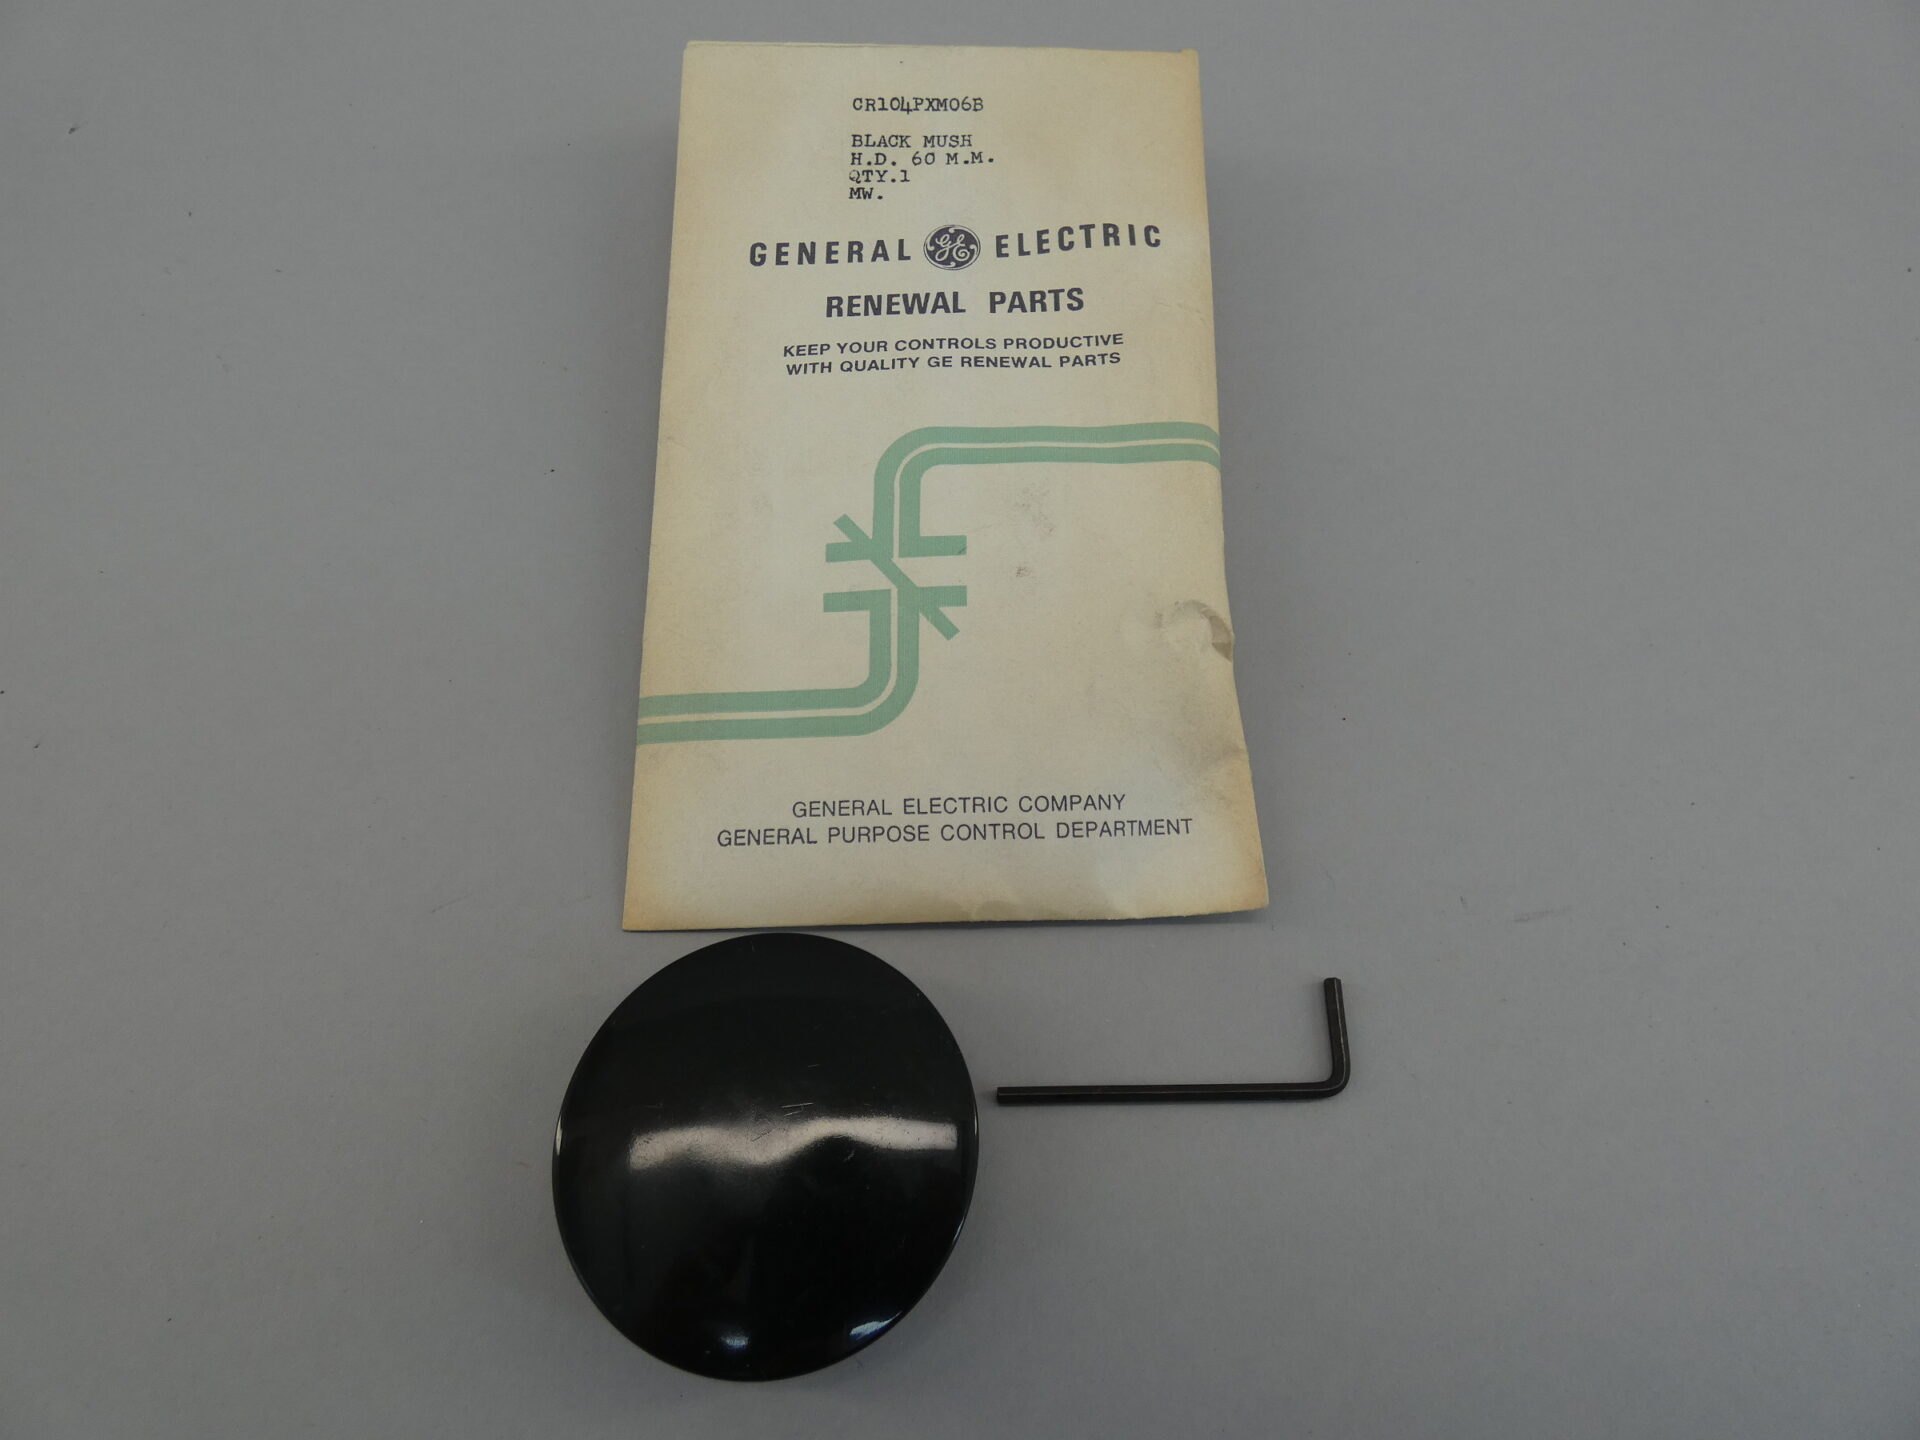 CR104PXM06B
BLACK MUSH
H.D. 60 M.M.
QTY.1
MW.
GENERAL GE ELECTRIC
RENEWAL PARTS
KEEP YOUR CONTROLS PRODUCTIVE
WITH QUALITY GE RENEWAL PARTS
GENERAL ELECTRIC COMPANY
GENERAL PURPOSE CONTROL DEPARTMENT